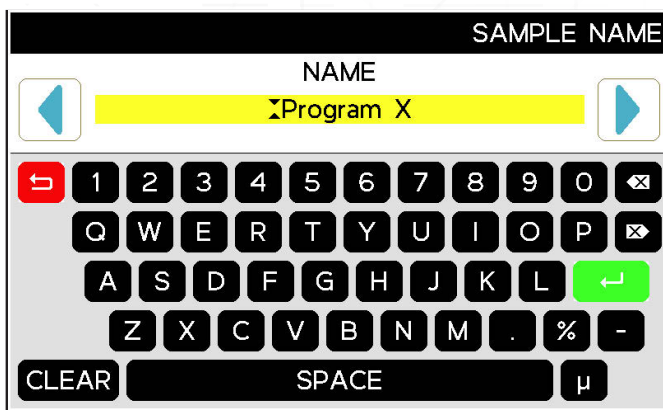 SAMPLE NAME
NAME
Program X
1 2 3 4 5 6 7 8 9 0
Q W E R T Y U I O P
A S D F G H J K L
Z X C V B N M . % -
CLEAR SPACE µ